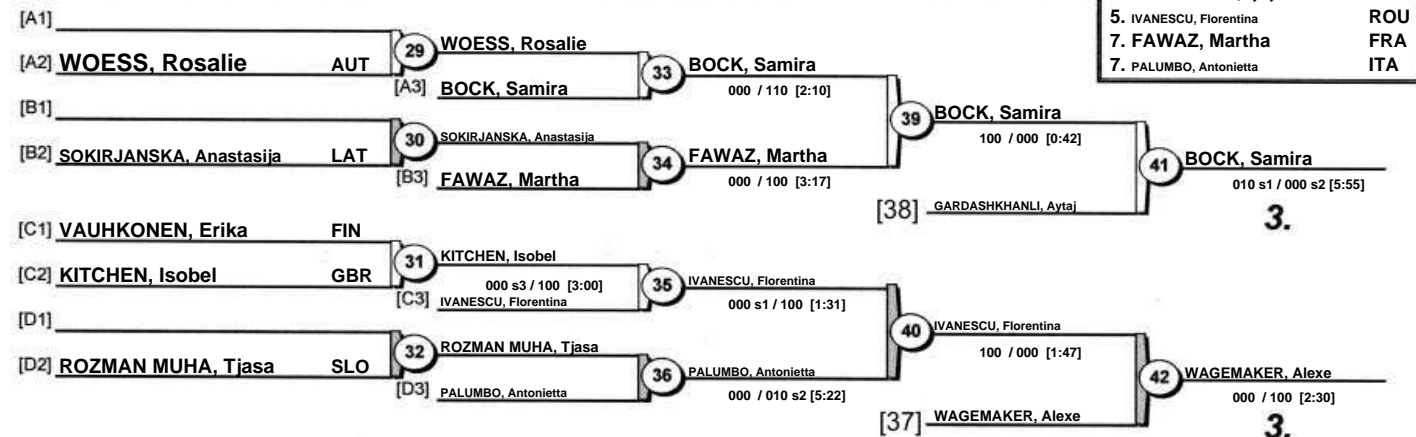 [A1]
[A2] WOESS, Rosalie AUT
29
WOESS, Rosalie
[A3] BOCK, Samira
33
BOCK, Samira
000 / 110 [2:10]
[B1]
[B2] SOKIRJANSKA, Anastasija LAT
30
SOKIRJANSKA, Anastasija
[B3] FAWAZ, Martha
34
FAWAZ, Martha
000 / 100 [3:17]
39
BOCK, Samira
100 / 000 [0:42]
[38] GARDASHKHANLI, Aytaj
41
BOCK, Samira
010 s1 / 000 s2 [5:55]
3.
[C1] VAUHKONEN, Erika FIN
[C2] KITCHEN, Isobel GBR
31
KITCHEN, Isobel
000 s3 / 100 [3:00]
[C3] IVANESCU, Florentina
35
IVANESCU, Florentina
000 s1 / 100 [1:31]
[D1]
[D2] ROZMAN MUHA, Tjasa SLO
32
ROZMAN MUHA, Tjasa
[D3] PALUMBO, Antonietta
36
PALUMBO, Antonietta
000 / 010 s2 [5:22]
40
IVANESCU, Florentina
100 / 000 [1:47]
[37] WAGEMAKER, Alexe
42
WAGEMAKER, Alexe
000 / 100 [2:30]
3.
5. IVANESCU, Florentina ROU
7. FAWAZ, Martha FRA
7. PALUMBO, Antonietta ITA